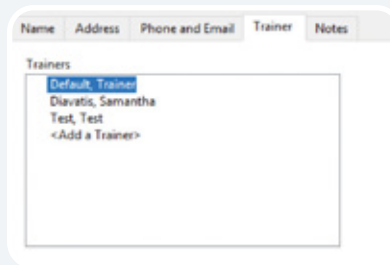 Name Address Phone and Email Trainer Notes
Trainers
Default, Trainer
Diavatis, Samantha
Test, Test
<Add a Trainer>